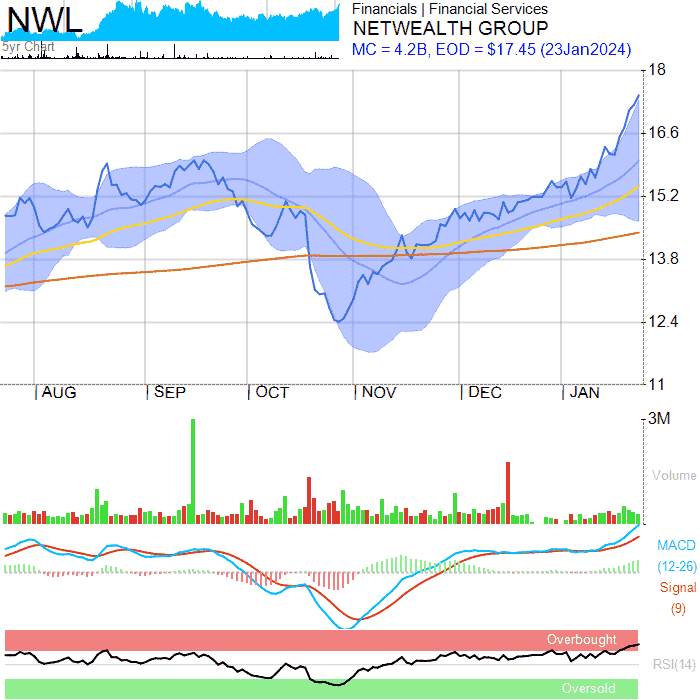 NWL
5yr Chart
Financials | Financial Services
NETWEALTH GROUP
MC = 4.2B, EOD = $17.45 (23Jan2024)
18
16.6
15.2
13.8
12.4
11
AUG SEP OCT NOV DEC JAN
3M
Volume
MACD
(12-26)
Signal
(9)
Overbought
RSI(14)
Oversold